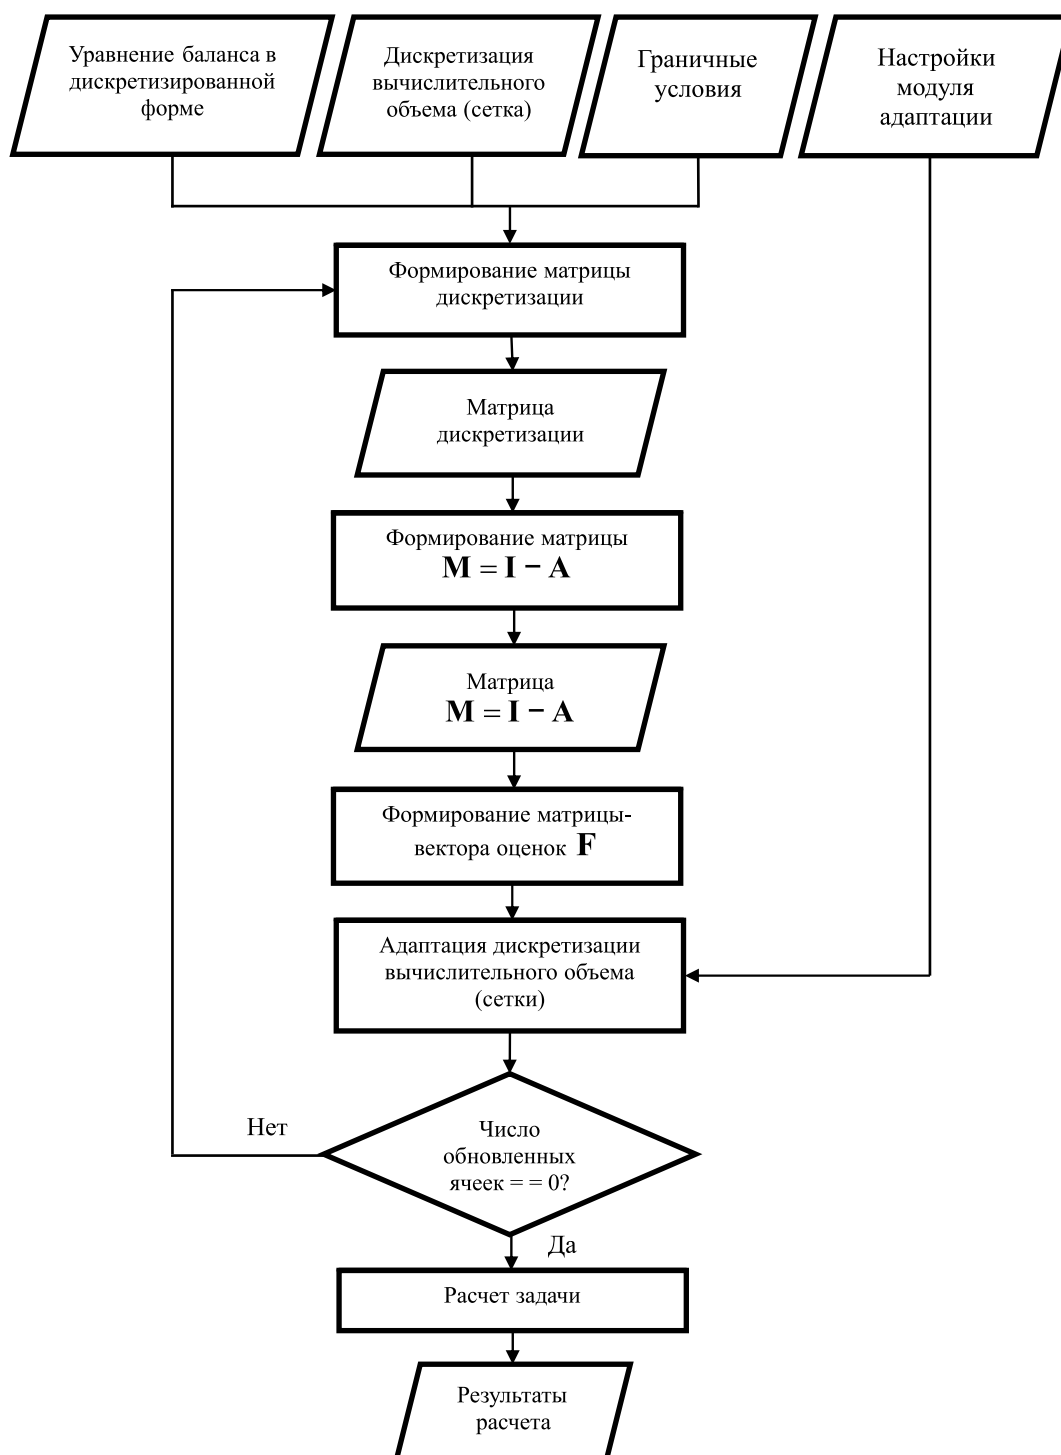 Уравнение баланса в
дискретизированной
форме
Дискретизация
вычислительного
объема (сетка)
Граничные
условия
Настройки
модуля
адаптации
Формирование матрицы
дискретизации
Матрица
дискретизации
Формирование матрицы
M = I − A
Матрица
M = I − A
Формирование матрицы-
вектора оценок F
Адаптация дискретизации
вычислительного объема
(сетки)
Нет
Число
обновленных
ячеек = = 0?
Да
Расчет задачи
Результаты
расчета